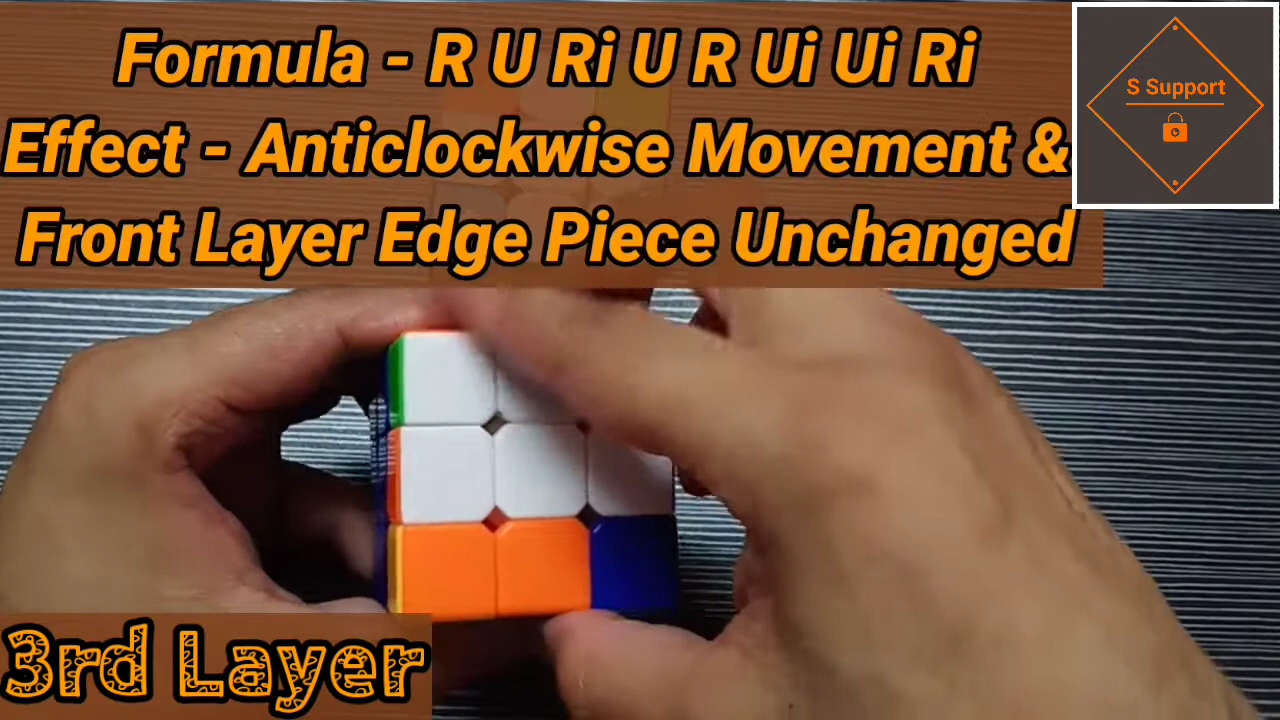 Formula - R U Ri U R Ui Ui Ri
Effect - Anticlockwise Movement &
Front Layer Edge Piece Unchanged
S Support
3rd Layer